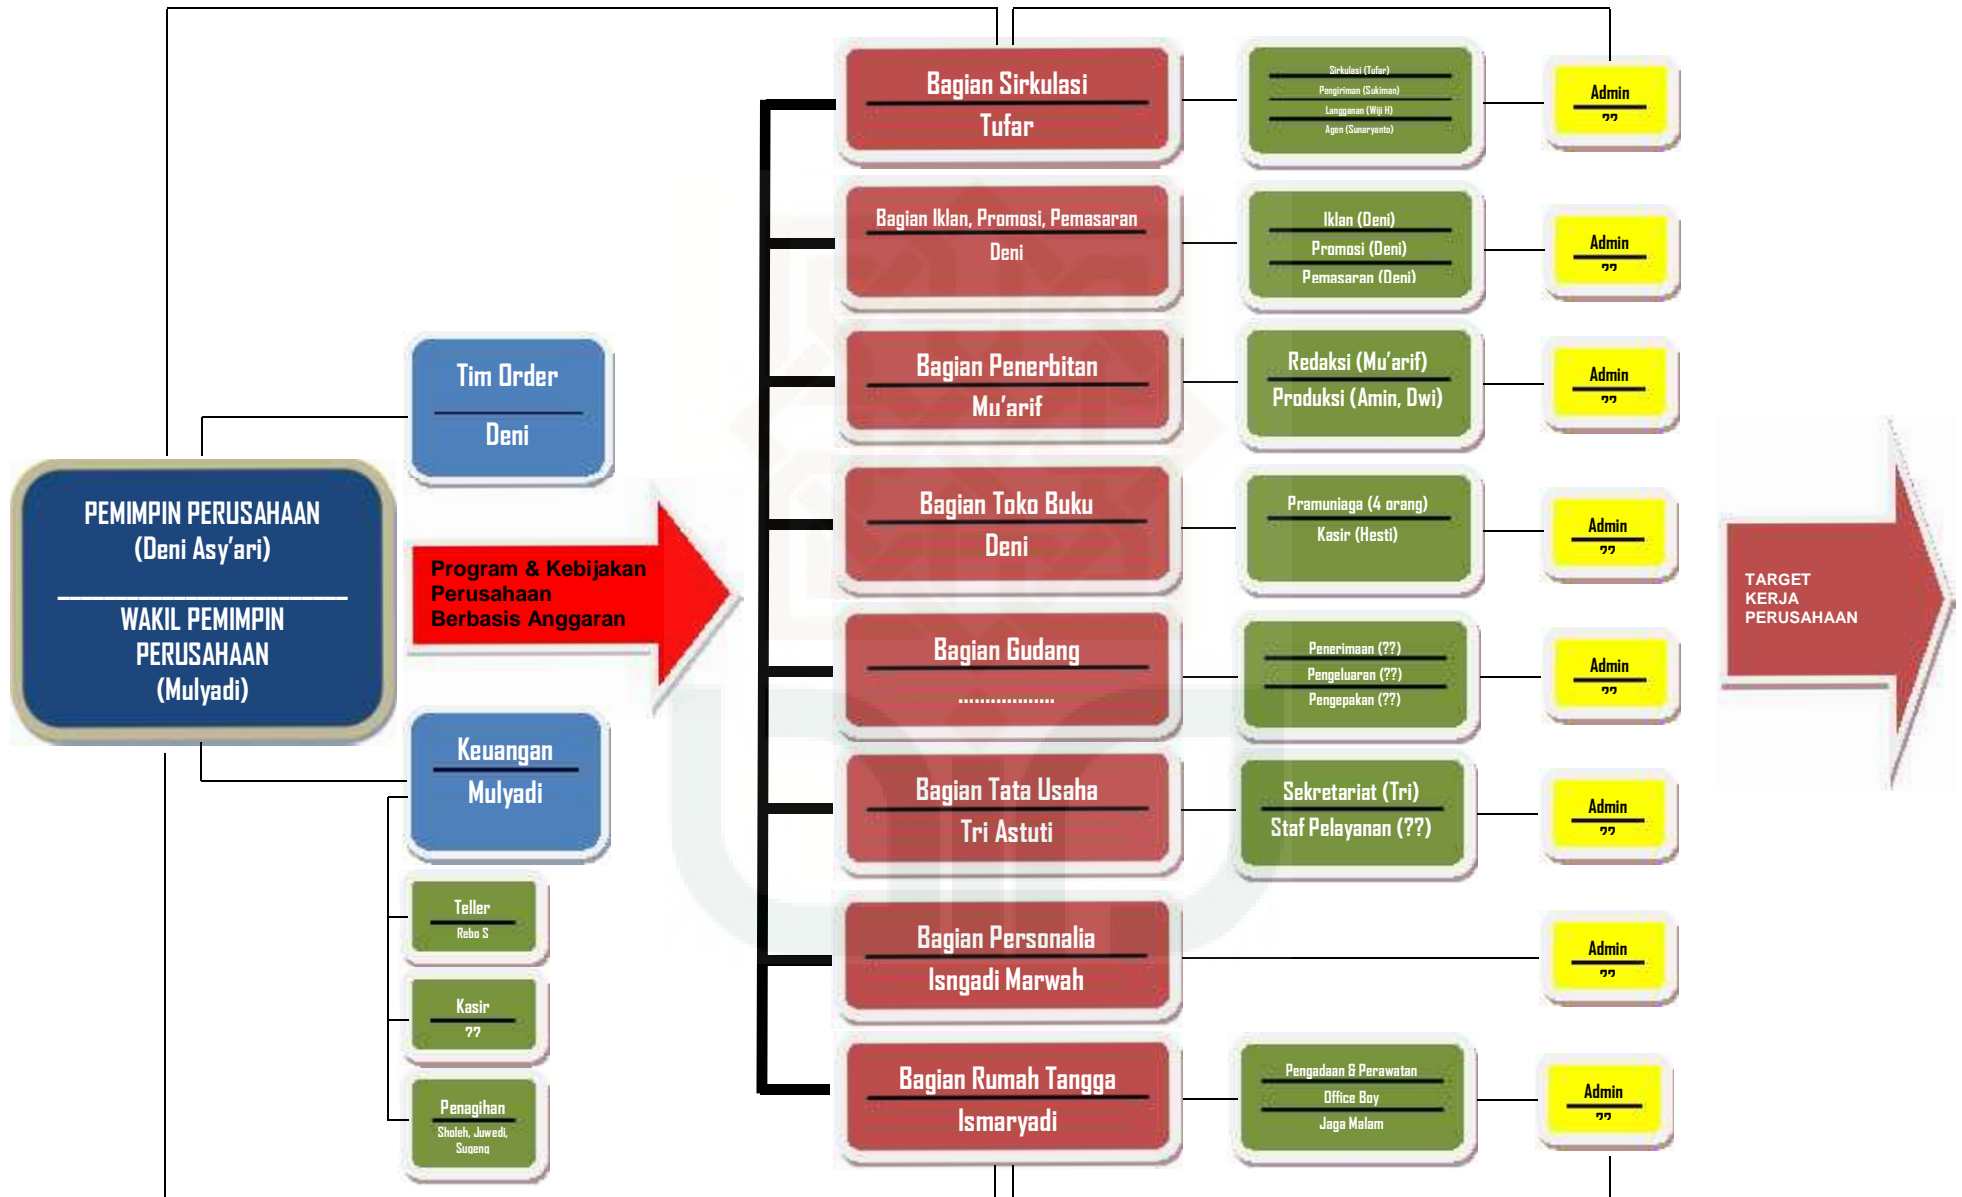 PEMIMPIN PERUSAHAAN
(Deni Asy'ari)
WAKIL PEMIMPIN
PERUSAHAAN
(Mulyadi)
Tim Order
Deni
Program & Kebijakan
Perusahaan
Berbasis Anggaran
Keuangan
Mulyadi
Teller
Rebo S
Kasir
??
Penagihan
Sholeh, Juwedi,
Sugeng
Bagian Sirkulasi
Tufar
Sirkulasi (Tufar)
Pengiriman (Sukiman)
Langganan (Wiji H)
Agen (Sunaryanto)
Admin
??
Bagian Iklan, Promosi, Pemasaran
Deni
Iklan (Deni)
Promosi (Deni)
Pemasaran (Deni)
Admin
??
Bagian Penerbitan
Mu'arif
Redaksi (Mu'arif)
Produksi (Amin, Dwi)
Admin
??
Bagian Toko Buku
Deni
Pramuniaga (4 orang)
Kasir (Hesti)
Admin
??
Bagian Gudang
..................
Penerimaan (??)
Pengeluaran (??)
Pengepakan (??)
Admin
??
Bagian Tata Usaha
Tri Astuti
Sekretariat (Tri)
Staf Pelayanan (??)
Admin
??
Bagian Personalia
Isngadi Marwah
Admin
??
Bagian Rumah Tangga
Ismaryadi
Pengadaan & Perawatan
Office Boy
Jaga Malam
Admin
??
TARGET
KERJA
PERUSAHAAN